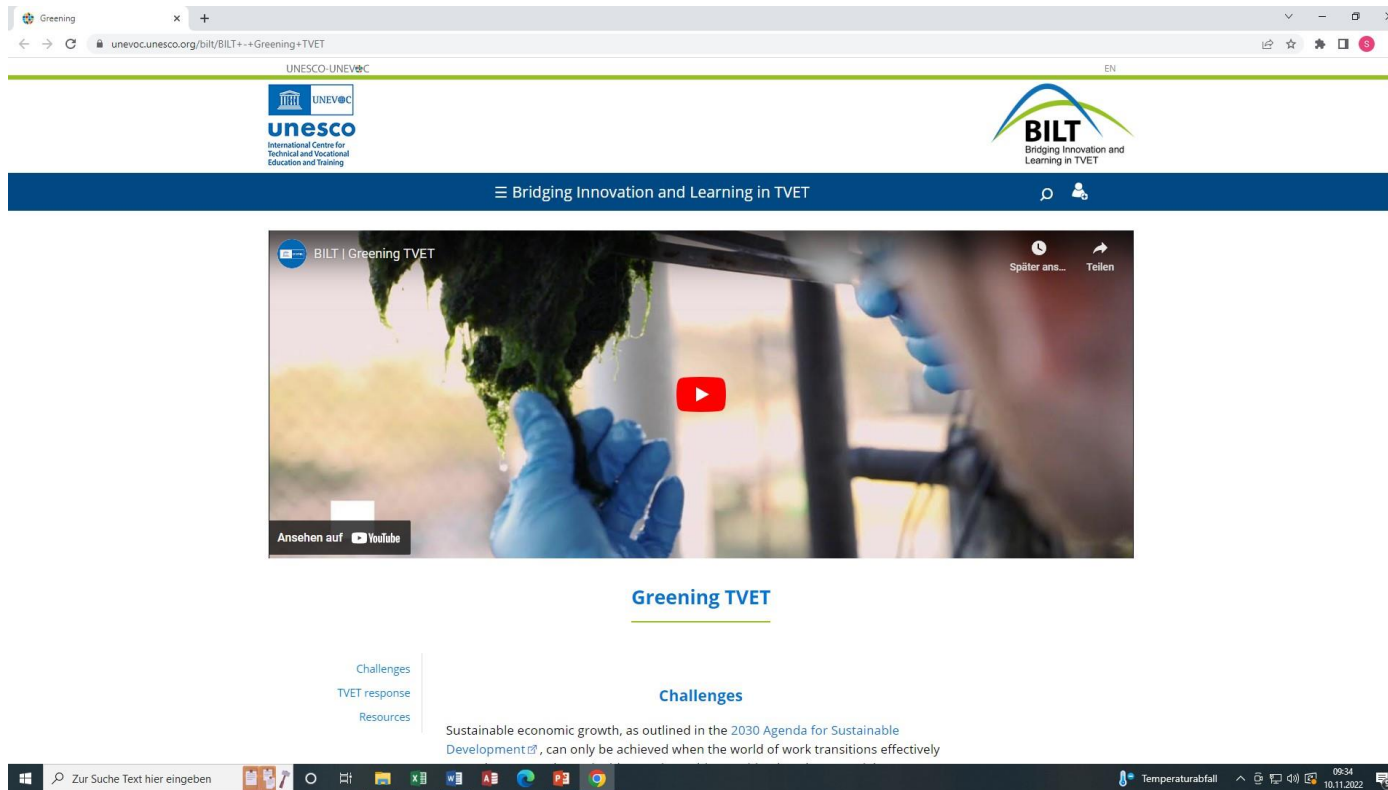 Greening
unevoc.unesco.org/bilt/BILT+-+Greening+TVET
S
UNESCO-UNEVOC
EN
UNEVOC
unesco
International Centre for
Technical and Vocational
Education and Training
BILT
Bridging Innovation and
Learning in TVET
Bridging Innovation and Learning in TVET
BILT | Greening TVET
Später ans...
Teilen
Ansehen auf YouTube
Greening TVET
Challenges
TVET response
Resources
Challenges
Sustainable economic growth, as outlined in the 2030 Agenda for Sustainable
Development, can only be achieved when the world of work transitions effectively
Zur Suche Text hier eingeben
Temperaturabfall
09:34
10.11.2022